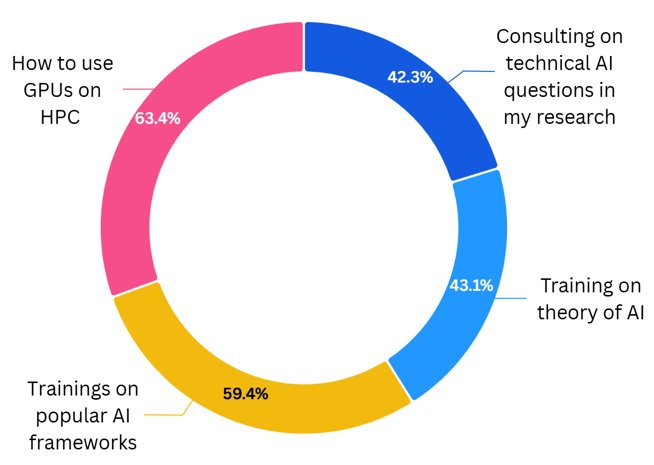 Consulting on
technical AI
questions in
my research
42.3%
Training on
theory of AI
43.1%
Trainings on
popular AI
frameworks
59.4%
How to use
GPUs on
HPC
63.4%